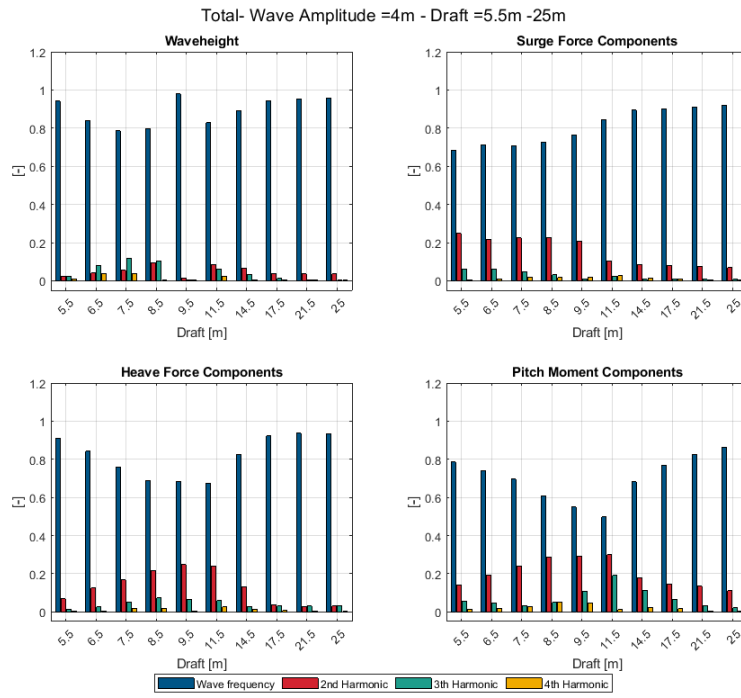 Total- Wave Amplitude =4m - Draft =5.5m -25m
Waveheight
1.2
1
0.8
0.6
0.4
0.2
0
[-]
5.5 6.5 7.5 8.5 9.5 11.5 14.5 17.5 21.5 25
Draft [m]
Surge Force Components
1.2
1
0.8
0.6
0.4
0.2
0
[-]
5.5 6.5 7.5 8.5 9.5 11.5 14.5 17.5 21.5 25
Draft [m]
Heave Force Components
1.2
1
0.8
0.6
0.4
0.2
0
[-]
5.5 6.5 7.5 8.5 9.5 11.5 14.5 17.5 21.5 25
Draft [m]
Pitch Moment Components
1.2
1
0.8
0.6
0.4
0.2
0
[-]
5.5 6.5 7.5 8.5 9.5 11.5 14.5 17.5 21.5 25
Draft [m]
Wave frequency 2nd Harmonic 3th Harmonic 4th Harmonic